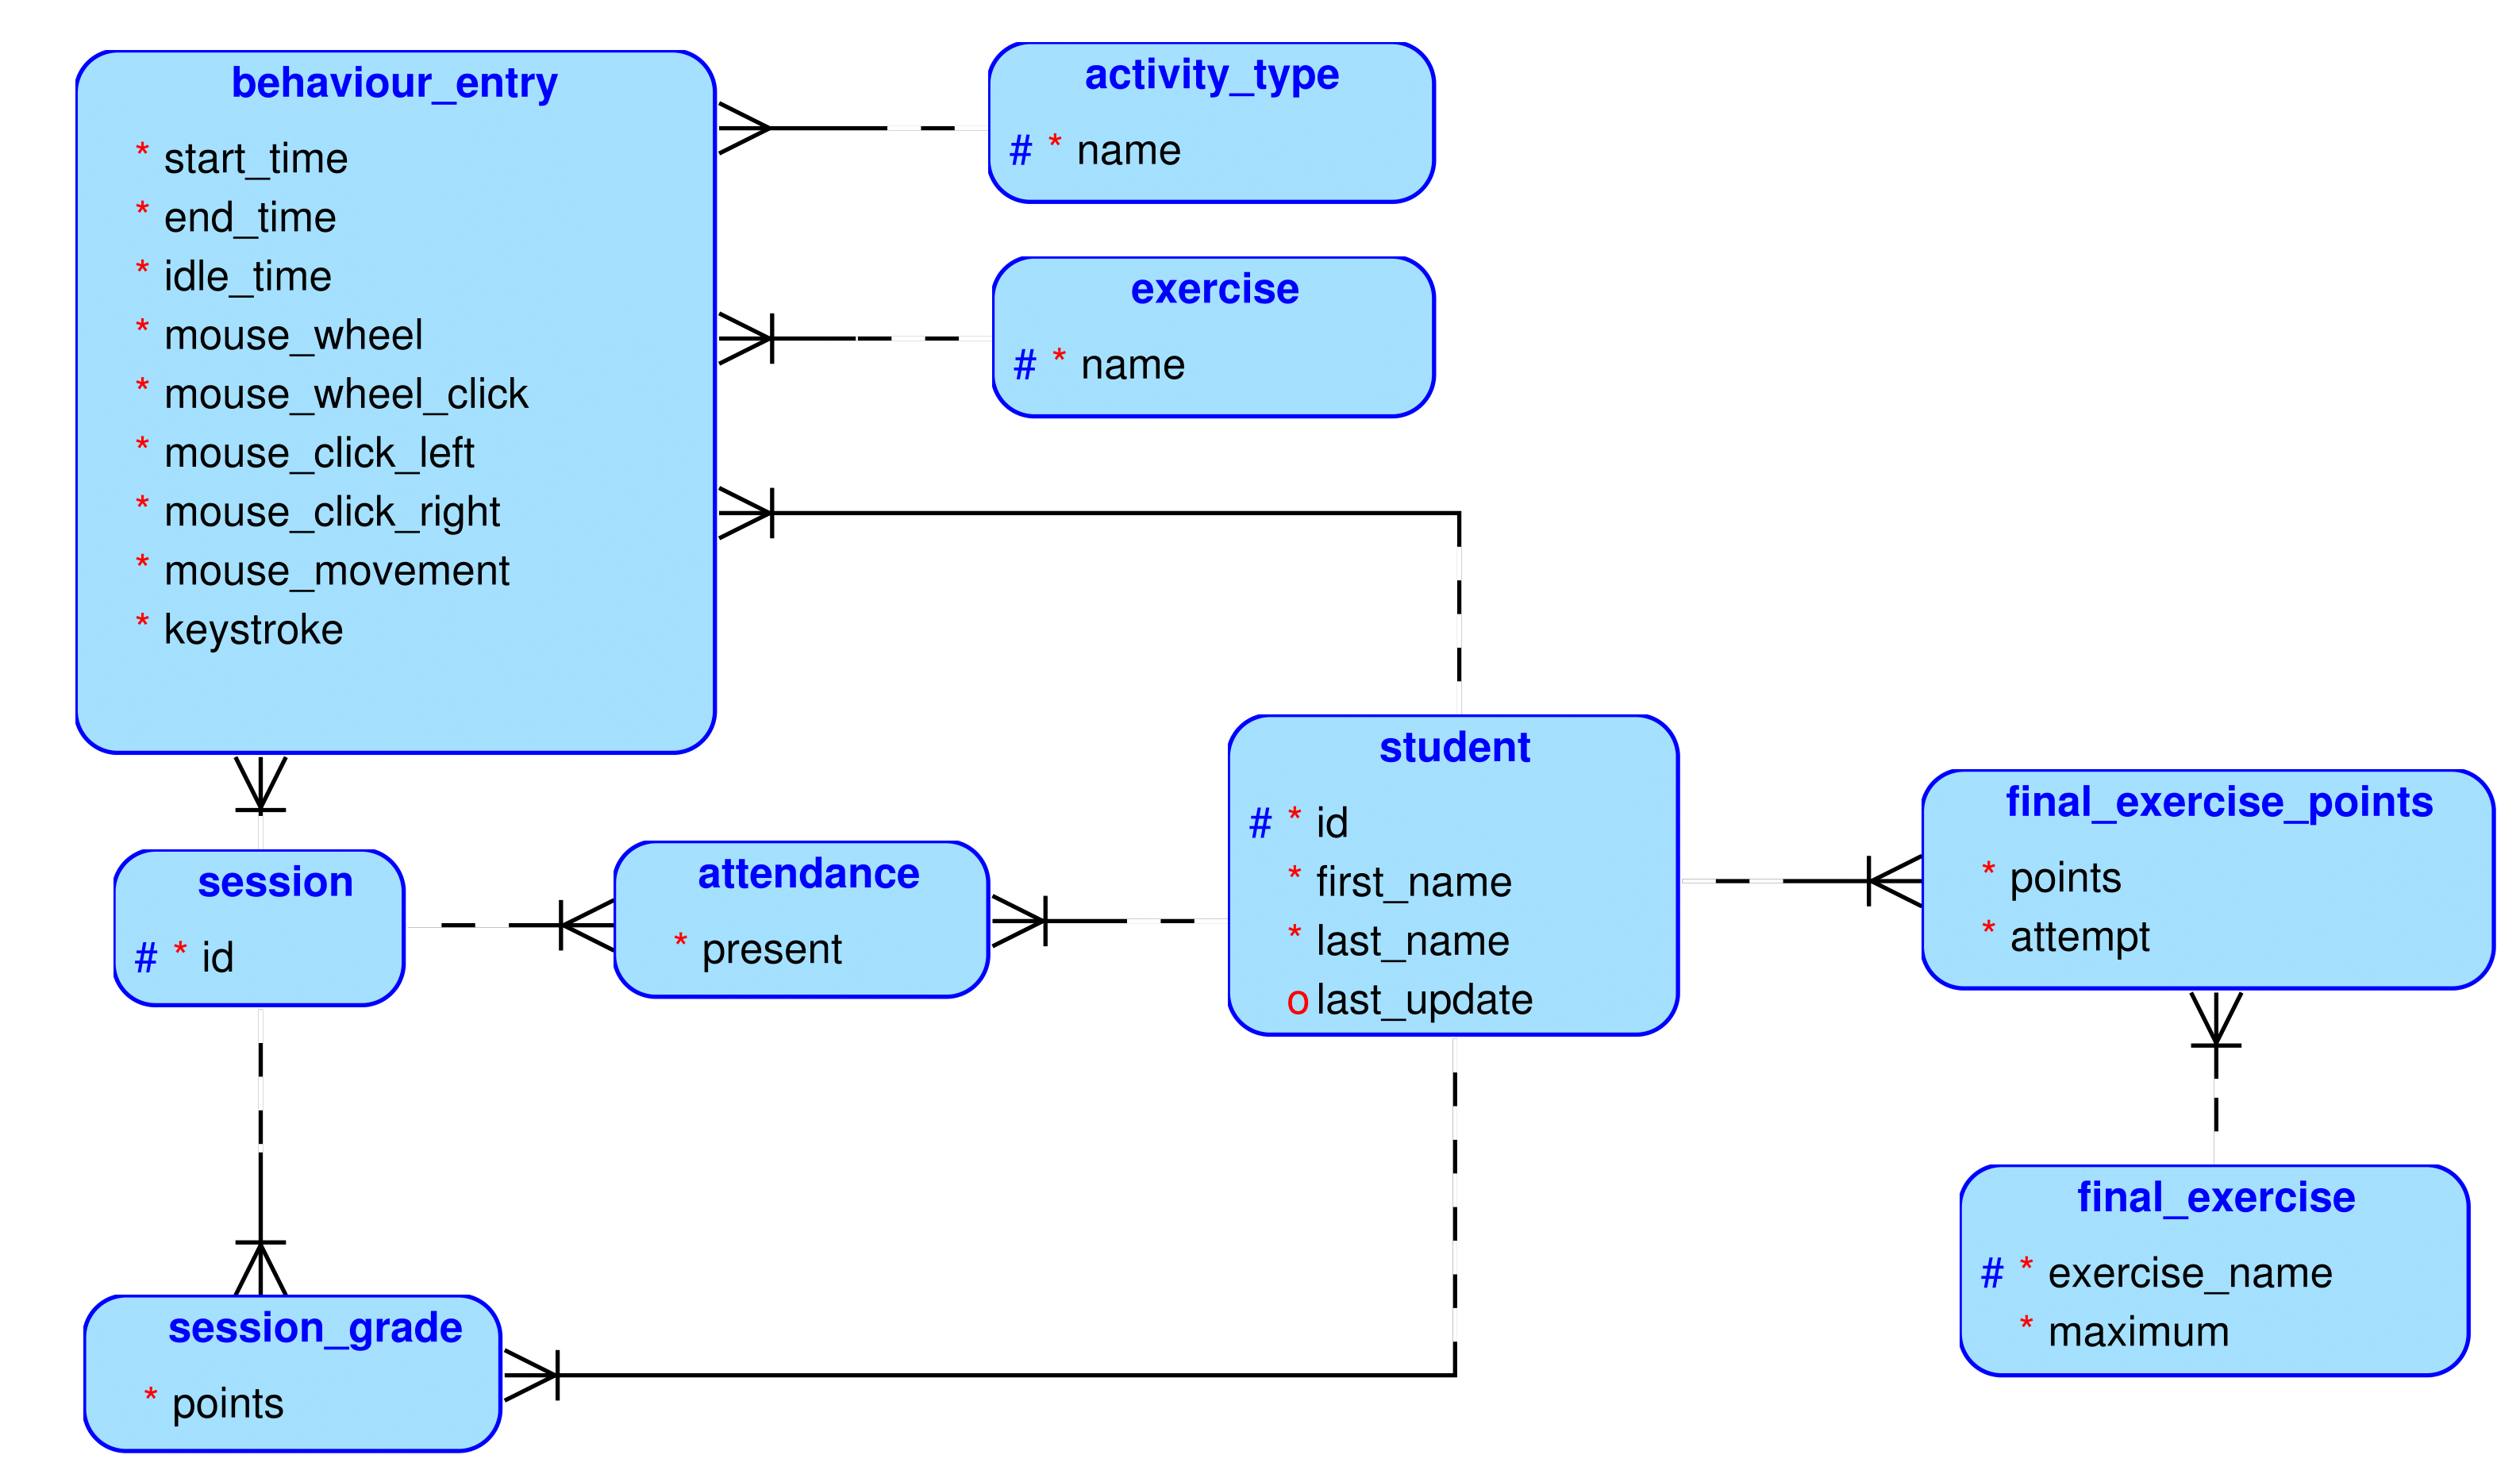 behaviour_entry
* start_time
* end_time
* idle_time
* mouse_wheel
* mouse_wheel_click
* mouse_click_left
* mouse_click_right
* mouse_movement
* keystroke
activity_type
# * name
exercise
# * name
student
# * id
* first_name
* last_name
o last_update
final_exercise_points
* points
* attempt
session
# * id
attendance
* present
final_exercise
# * exercise_name
* maximum
session_grade
* points